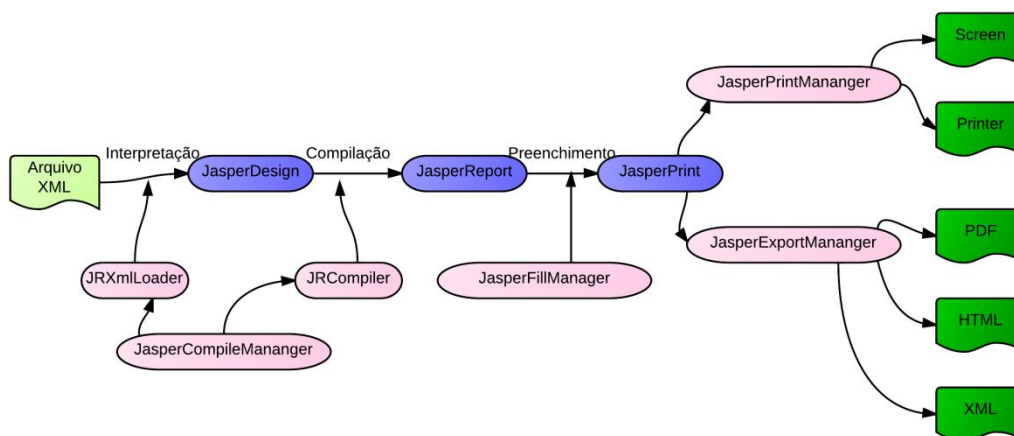 Screen
JasperPrintMananger
Printer
Interpretação
Compilação
Preenchimento
Arquivo
XML
JasperDesign
JasperReport
JasperPrint
PDF
JasperExportMananger
JRXmlLoader
JRCompiler
JasperFillManager
HTML
JasperCompileMananger
XML